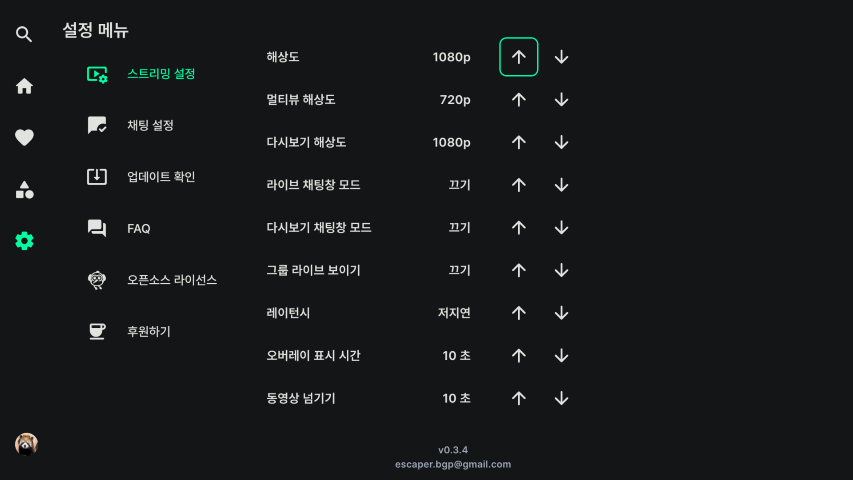 설정 메뉴
스트리밍 설정
채팅 설정
업데이트 확인
FAQ
오픈소스 라이선스
후원하기
해상도 1080p
멀티뷰 해상도 720p
다시보기 해상도 1080p
라이브 채팅창 모드 끄기
다시보기 채팅창 모드 끄기
그룹 라이브 보이기 끄기
레이턴시 저지연
오버레이 표시 시간 10 초
동영상 넘기기 10 초
v0.3.4
escaper.bgp@gmail.com